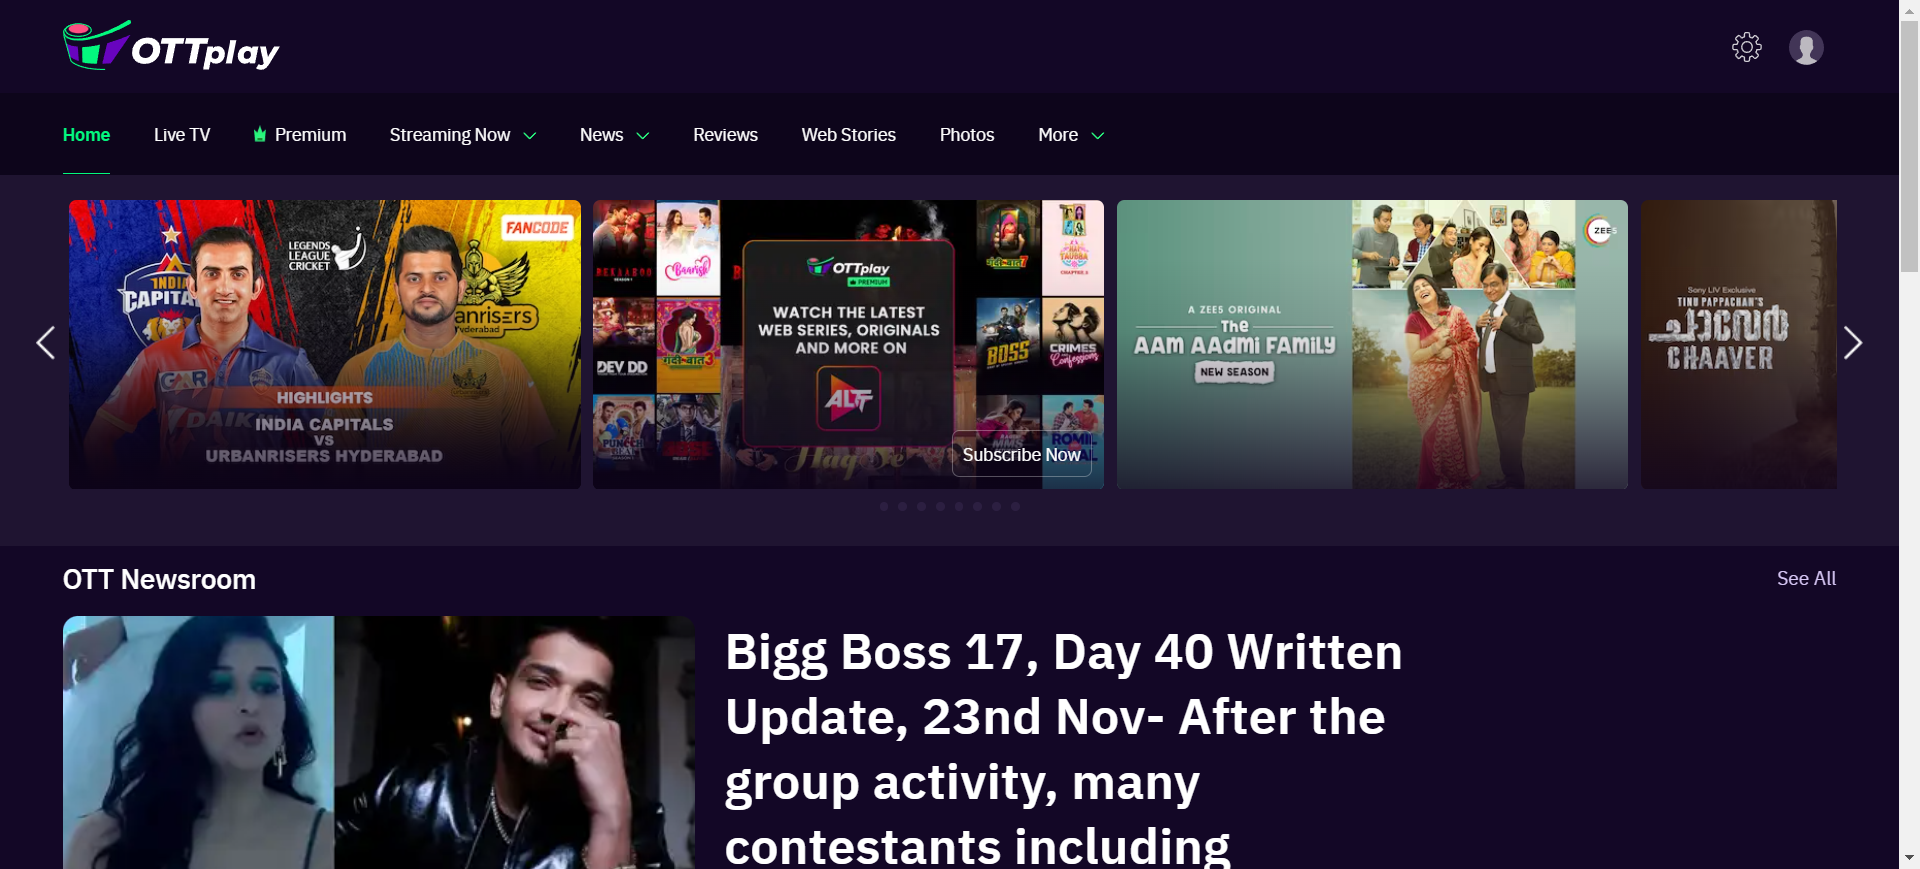 OTTplay
Home
Live TV
Premium
Streaming Now
News
Reviews
Web Stories
Photos
More
FANCODE
LEGENDS
LEAGUE
CRICKET
INDIA
HIGHLIGHTS
INDIA CAPITALS
VS
URBANRISERS HYDERABAD
BEKAABOO
Baarish
DEV DD
गंदी बात 3
OTTplay
PREMIUM
WATCH THE LATEST
WEB SERIES, ORIGINALS
AND MORE ON
ALTT
BOSS
CRIMES
Confessions
Subscribe Now
A ZEE5 ORIGINAL
The
AAM AAdmi FAMILY
NEW SEASON
ZEE5
Sony LIV Exclusive
TINU PAPPACHAN'S
ചാവേർ
CHAAVER
OTT Newsroom
See All
Bigg Boss 17, Day 40 Written
Update, 23nd Nov- After the
group activity, many
contestants including